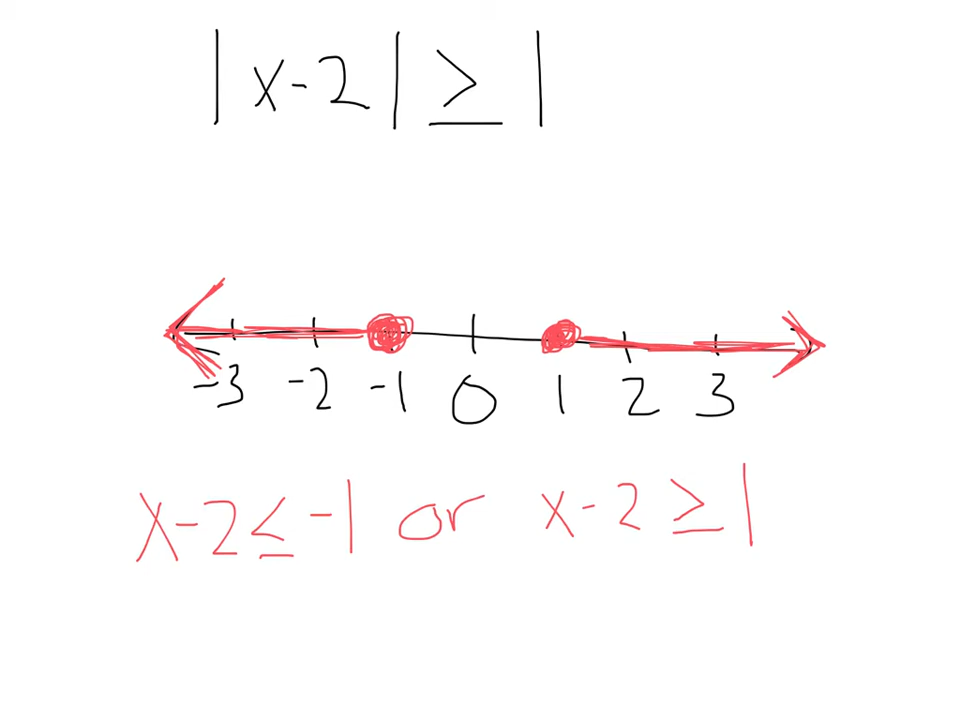 |x-2| ≥ 1
-3 -2 -1 0 1 2 3
x-2 ≤ -1 or x-2 ≥ 1